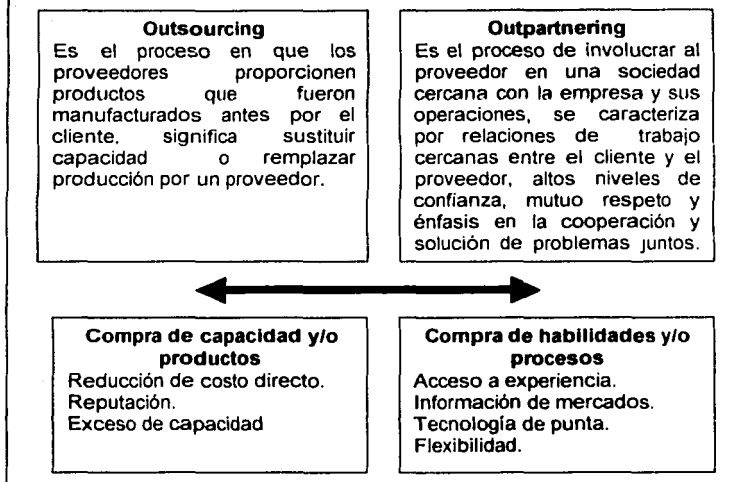 Outsourcing
Es el proceso en que los
proveedores proporcionen
productos que fueron
manufacturados antes por el
cliente. significa sustituir
capacidad o remplazar
producción por un proveedor.
Outpartnering
Es el proceso de involucrar al
proveedor en una sociedad
cercana con la empresa y sus
operaciones, se caracteriza
por relaciones de trabajo
cercanas entre el cliente y el
proveedor, altos niveles de
confianza, mutuo respeto y
énfasis en la cooperación y
solución de problemas juntos.
Compra de capacidad y/o
productos
Reducción de costo directo.
Reputación.
Exceso de capacidad
Compra de habilidades y/o
procesos
Acceso a experiencia.
Información de mercados.
Tecnología de punta.
Flexibilidad.